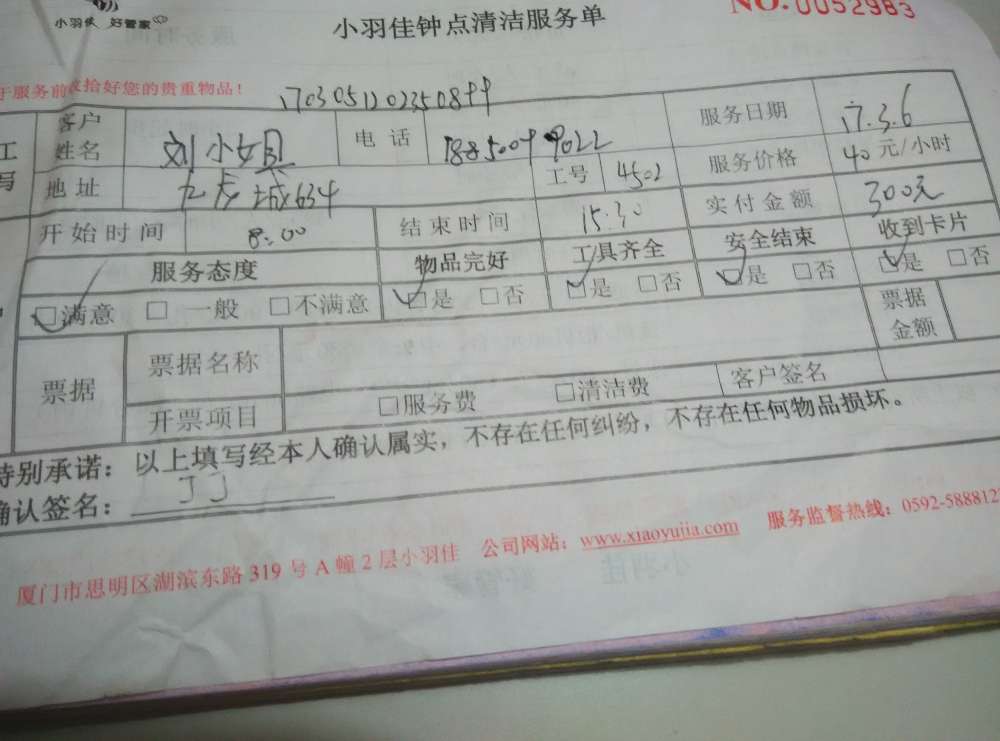 小羽佳 好管家
小羽佳钟点清洁服务单
NO.0052983
于服务前收拾好您的贵重物品!
1703051202350899
客户姓名 刘小姐 电话 18850099022 服务日期 17.3.6
地址 工号 4502 服务价格 40元/小时
开始时间 8:00 结束时间 15:30 实付金额 300元
服务态度 物品完好 工具齐全 安全结束 收到卡片
☑满意 □一般 □不满意 ☑是 □否 ☑是 □否 ☑是 □否 ☑是 □否
票据 票据名称 票据金额
开票项目 □服务费 □清洁费 客户签名
特别承诺:以上填写经本人确认属实,不存在任何纠纷,不存在任何物品损坏。
确认签名:JJ
厦门市思明区湖滨东路 319 号 A 幢 2 层小羽佳 公司网站:www.xiaoyujia.com 服务监督热线:0592-5888127